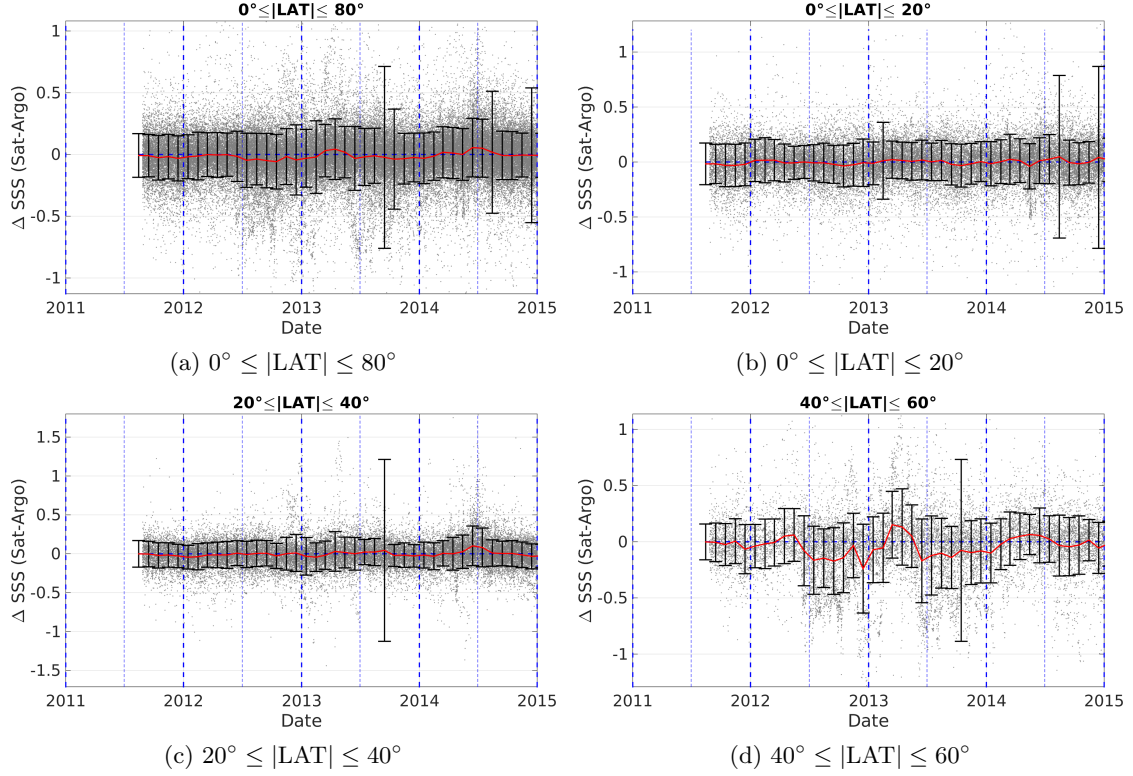 0°≤|LAT|≤ 80°
Δ SSS (Sat-Argo)
1
0.5
0
-0.5
-1
2011 2012 2013 2014 2015
Date
(a) 0° ≤ |LAT| ≤ 80°
0°≤|LAT|≤ 20°
Δ SSS (Sat-Argo)
1
0.5
0
-0.5
-1
2011 2012 2013 2014 2015
Date
(b) 0° ≤ |LAT| ≤ 20°
20°≤|LAT|≤ 40°
Δ SSS (Sat-Argo)
1.5
1
0.5
0
-0.5
-1
-1.5
2011 2012 2013 2014 2015
Date
(c) 20° ≤ |LAT| ≤ 40°
40°≤|LAT|≤ 60°
Δ SSS (Sat-Argo)
1
0.5
0
-0.5
-1
2011 2012 2013 2014 2015
Date
(d) 40° ≤ |LAT| ≤ 60°